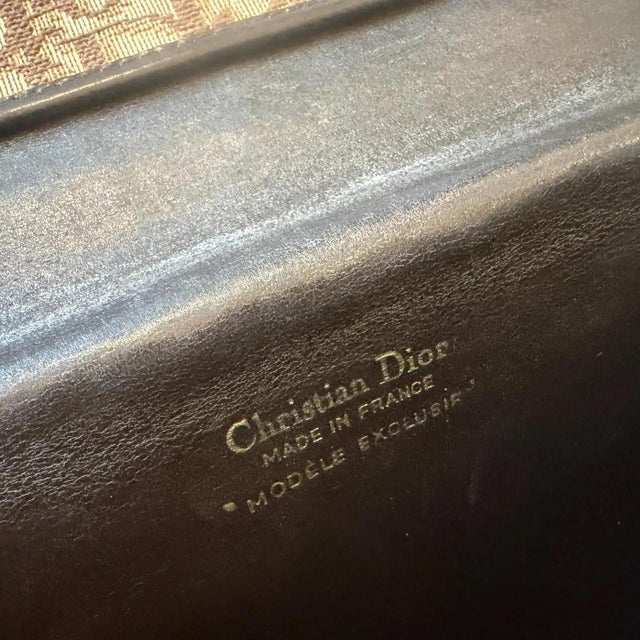 Christian Dior
MADE IN FRANCE
"MODÈLE EXCLUSIF"